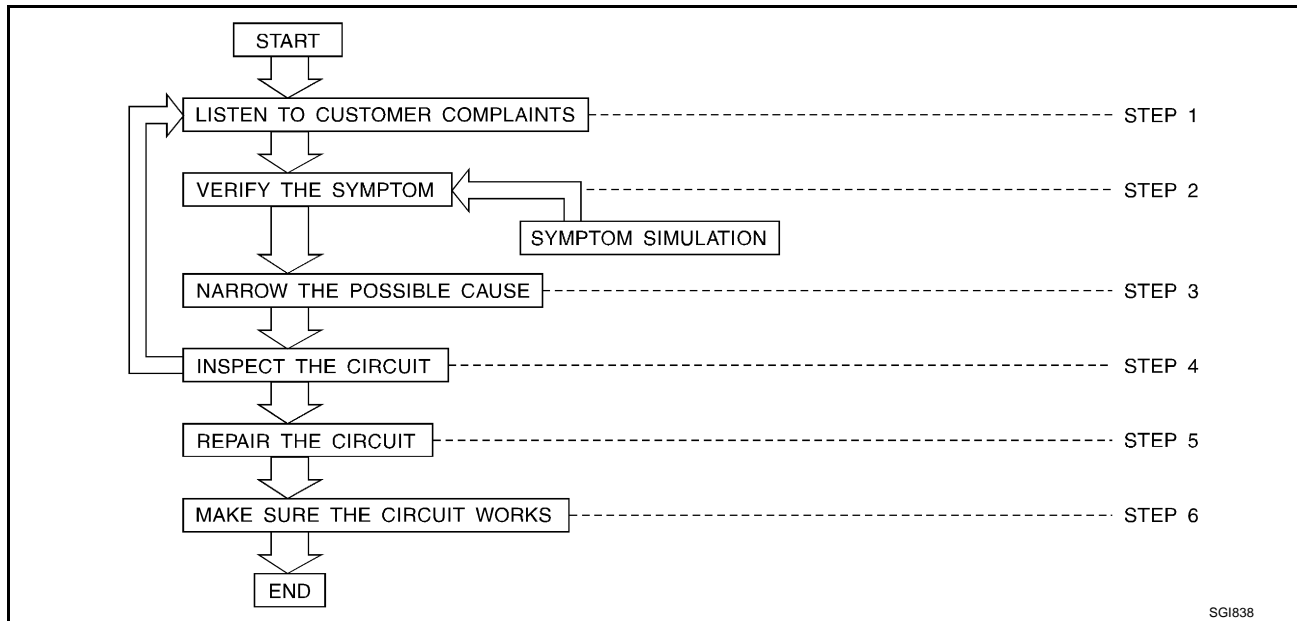 START
LISTEN TO CUSTOMER COMPLAINTS
STEP 1
VERIFY THE SYMPTOM
STEP 2
SYMPTOM SIMULATION
NARROW THE POSSIBLE CAUSE
STEP 3
INSPECT THE CIRCUIT
STEP 4
REPAIR THE CIRCUIT
STEP 5
MAKE SURE THE CIRCUIT WORKS
STEP 6
END
SGI838